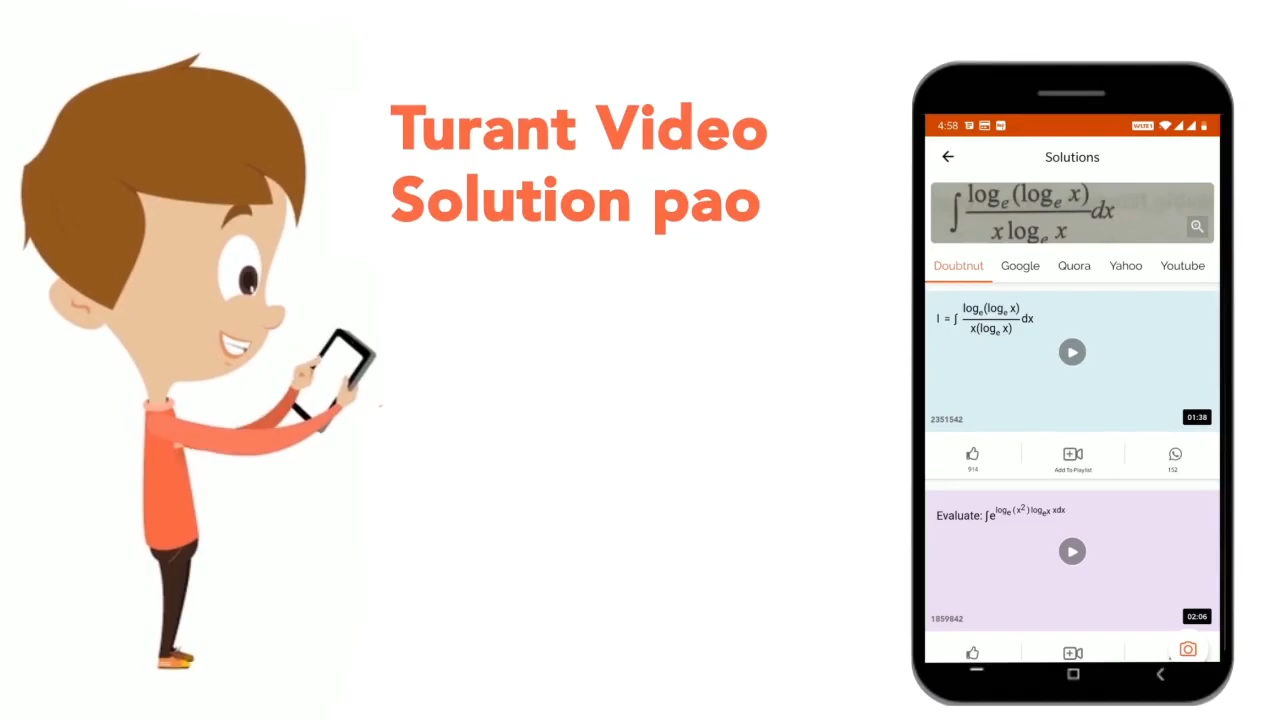 Turant Video
Solution pao
4:58
VoLTE1
Solutions
∫ logₑ(logₑ x) / x logₑ x dx
Doubtnut Google Quora Yahoo Youtube
I = ∫ logₑ(logₑ x) / x(logₑ x) dx
2351542 01:38
914 Add To Playlist 152
Evaluate: ∫e^logₑ(x²)logₑx xdx
1859842 02:06